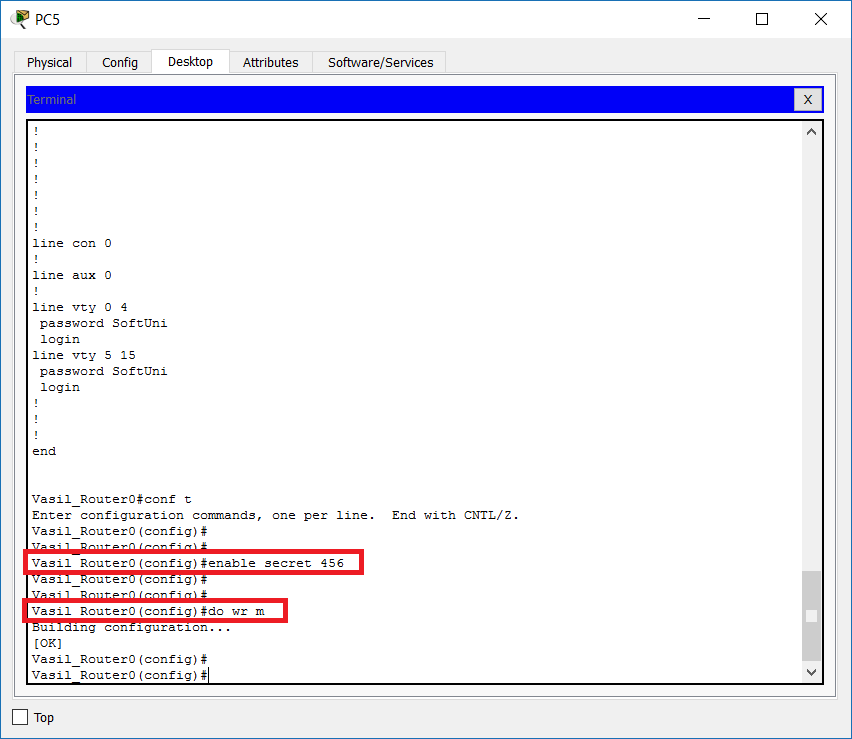 PC5
Physical Config Desktop Attributes Software/Services
Terminal X
!
!
!
!
!
!
!
line con 0
!
line aux 0
!
line vty 0 4
 password SoftUni
 login
line vty 5 15
 password SoftUni
 login
!
!
!
end
Vasil_Router0#conf t
Enter configuration commands, one per line.  End with CNTL/Z.
Vasil_Router0(config)#
Vasil_Router0(config)#
Vasil_Router0(config)#enable secret 456
Vasil_Router0(config)#
Vasil_Router0(config)#
Vasil_Router0(config)#do wr m
Building configuration...
[OK]
Vasil_Router0(config)#
Vasil_Router0(config)#
Top